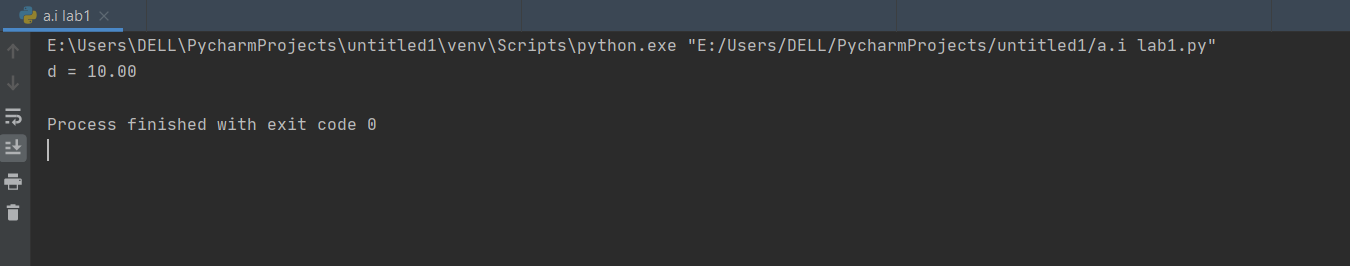 a.i lab1
E:\Users\DELL\PycharmProjects\untitled1\venv\Scripts\python.exe "E:/Users/DELL/PycharmProjects/untitled1/a.i lab1.py"
d = 10.00
Process finished with exit code 0